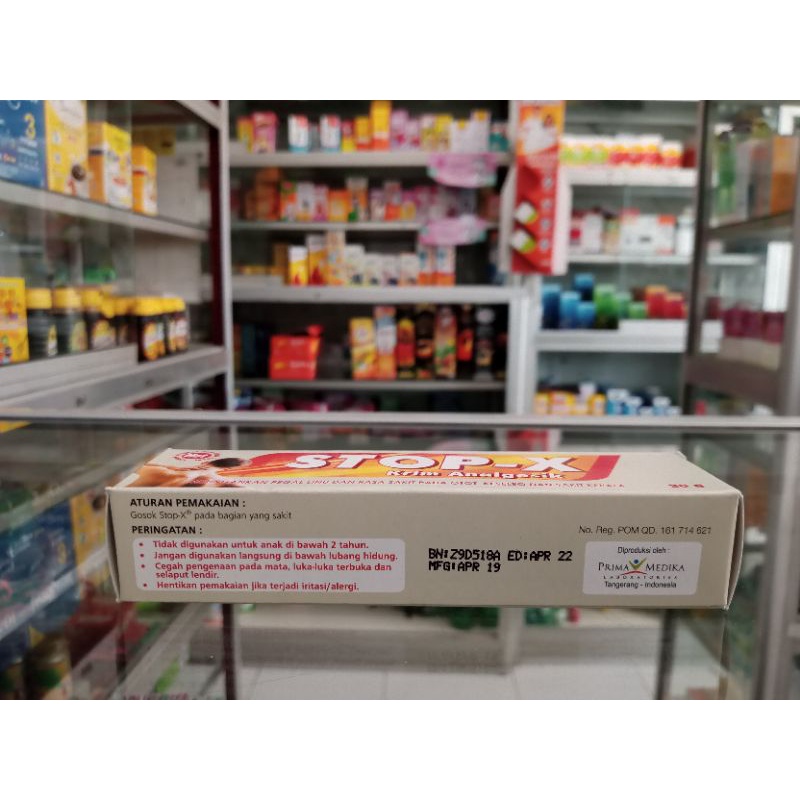 STOP-X
Krim Analgesik
30 G
ATURAN PEMAKAIAN :
Gosok Stop-X® pada bagian yang sakit
PERINGATAN :
• Tidak digunakan untuk anak di bawah 2 tahun.
• Jangan digunakan langsung di bawah lubang hidung.
• Cegah pengenaan pada mata, luka-luka terbuka dan
selaput lendir.
• Hentikan pemakaian jika terjadi iritasi/alergi.
BN:Z9D518A ED:APR 22
MFG:APR 19
No. Reg. POM QD. 161 714 621
Diproduksi oleh :
PRIMA MEDIKA
LABORATORIES
Tangerang - Indonesia
3